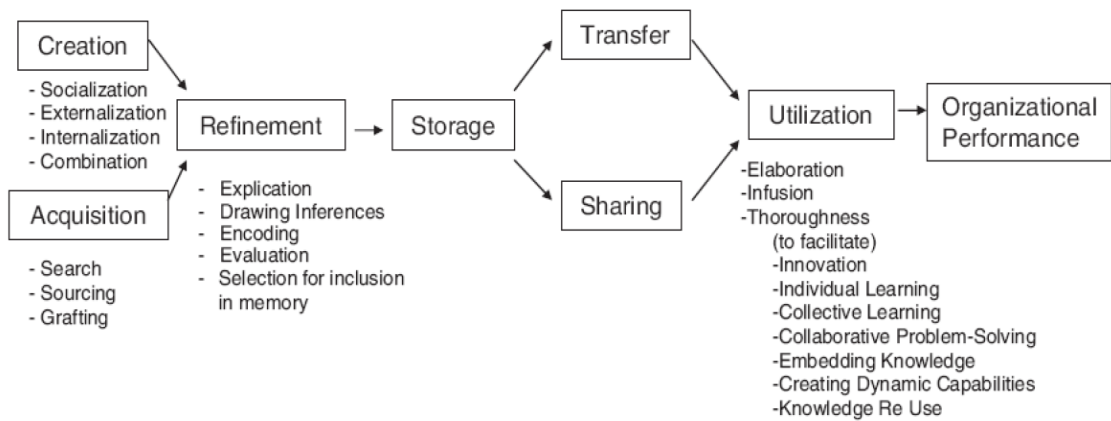 Creation
- Socialization
- Externalization
- Internalization
- Combination
Acquisition
- Search
- Sourcing
- Grafting
Refinement
- Explication
- Drawing Inferences
- Encoding
- Evaluation
- Selection for inclusion
in memory
Storage
Transfer
Sharing
Utilization
-Elaboration
-Infusion
-Thoroughness
(to facilitate)
-Innovation
-Individual Learning
-Collective Learning
-Collaborative Problem-Solving
-Embedding Knowledge
-Creating Dynamic Capabilities
-Knowledge Re Use
Organizational
Performance